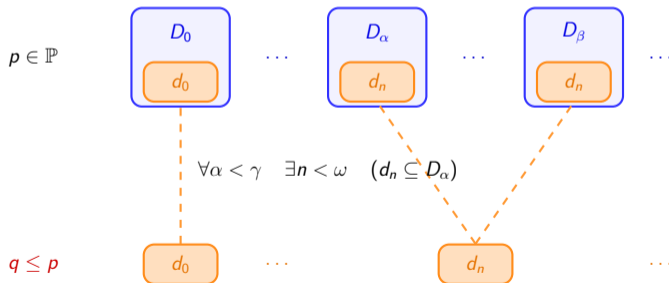 D₀ D_α D_β
p ∈ ℙ ⋯ ⋯ ⋯
d₀ d_n d_n
∀α < γ ∃n < ω (d_n ⊆ D_α)
q ≤ p d₀ ⋯ d_n ⋯